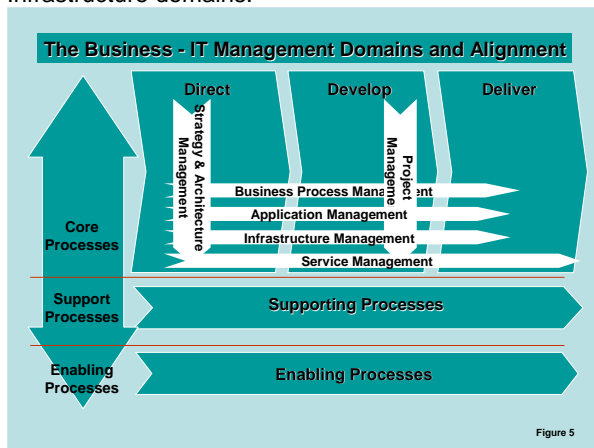 infrastructure domains.
The Business - IT Management Domains and Alignment
Direct
Develop
Deliver
Strategy & Architecture
Management
Project
Manageme
Business Process Management
Application Management
Infrastructure Management
Service Management
Core
Processes
Support
Processes
Supporting Processes
Enabling
Processes
Enabling Processes
Figure 5